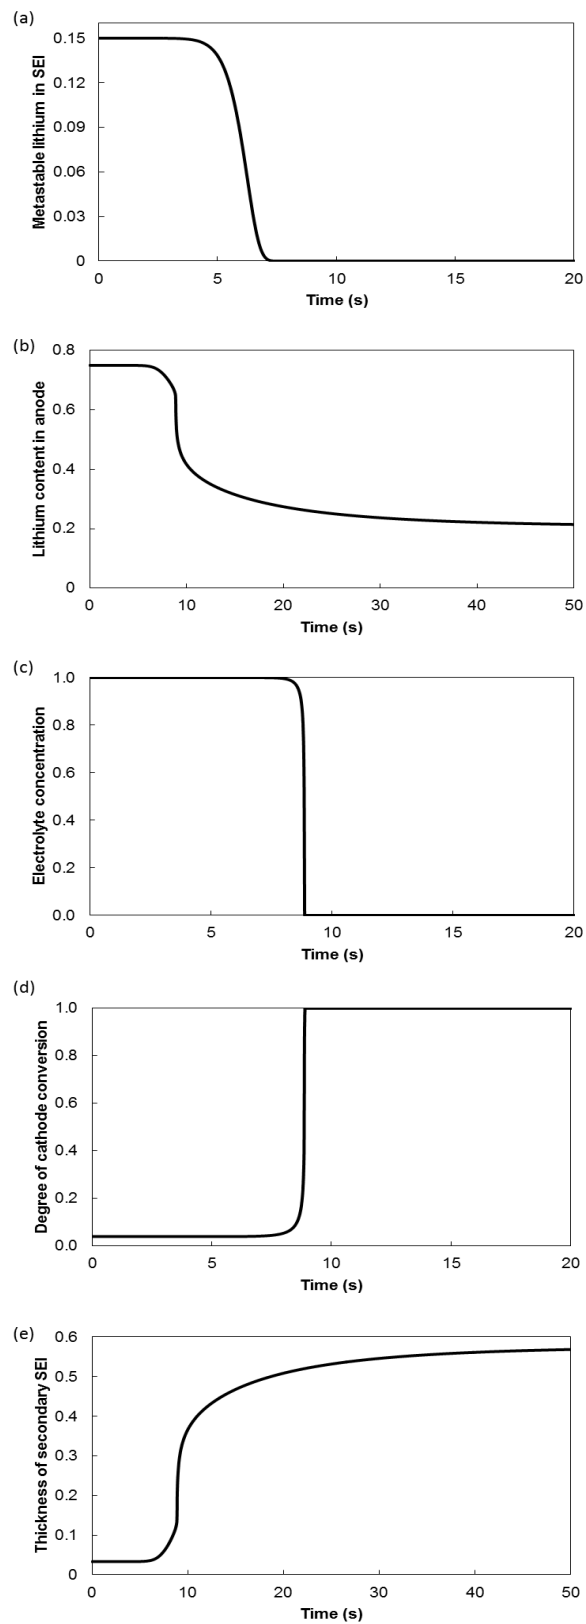 (a)
Metastable lithium in SEI
0.15
0.12
0.09
0.06
0.03
0
0 5 10 15 20
Time (s)
(b)
Lithium content in anode
0.8
0.6
0.4
0.2
0
0 10 20 30 40 50
Time (s)
(c)
Electrolyte concentration
1.0
0.8
0.6
0.4
0.2
0.0
0 5 10 15 20
Time (s)
(d)
Degree of cathode conversion
1.0
0.8
0.6
0.4
0.2
0.0
0 5 10 15 20
Time (s)
(e)
Thickness of secondary SEI
0.6
0.5
0.4
0.3
0.2
0.1
0
0 10 20 30 40 50
Time (s)